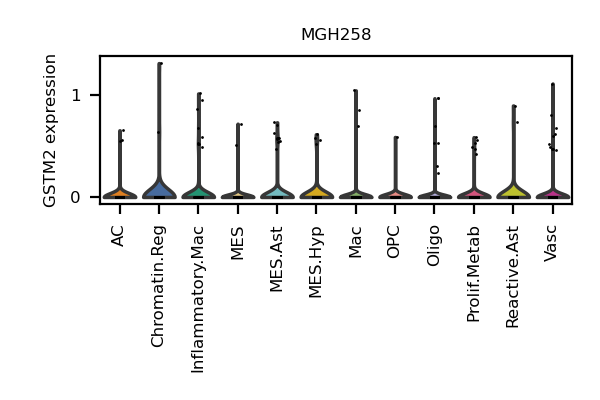 MGH258
GSTM2 expression
1
0
AC
Chromatin.Reg
Inflammatory.Mac
MES
MES.Ast
MES.Hyp
Mac
OPC
Oligo
Prolif.Metab
Reactive.Ast
Vasc